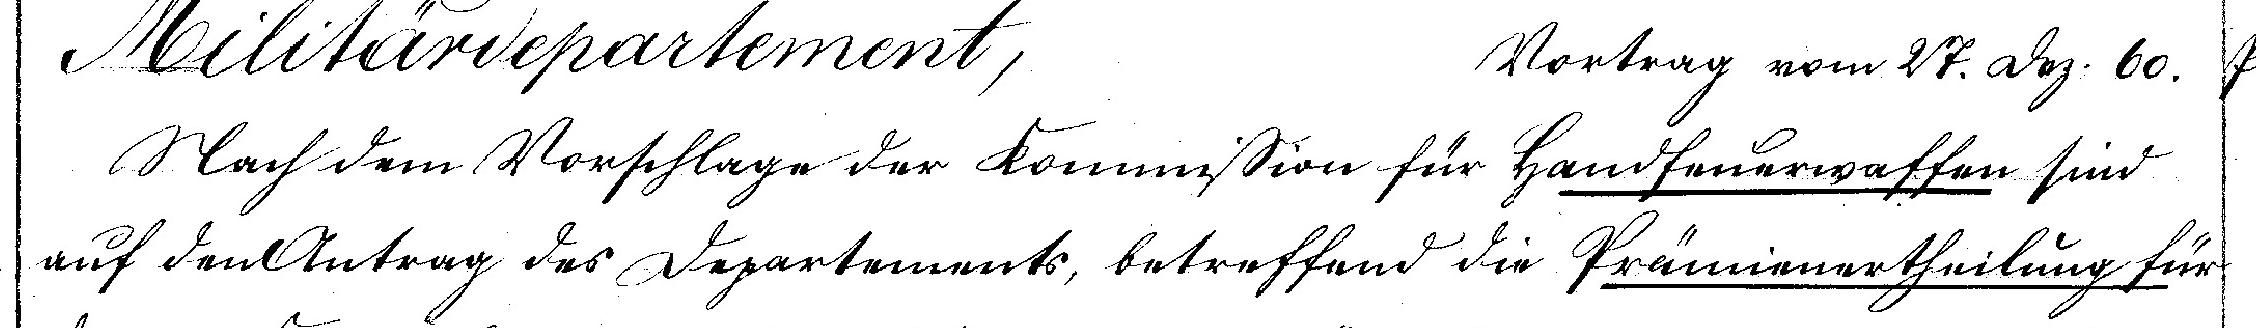 Militärdepartement, Vortrag vom 27. Dez. 60.
Nach dem Vorschlage der Kommission für Handfeuerwaffen sind
auf den Antrag des Departements, betreffend die Prämienertheilung für